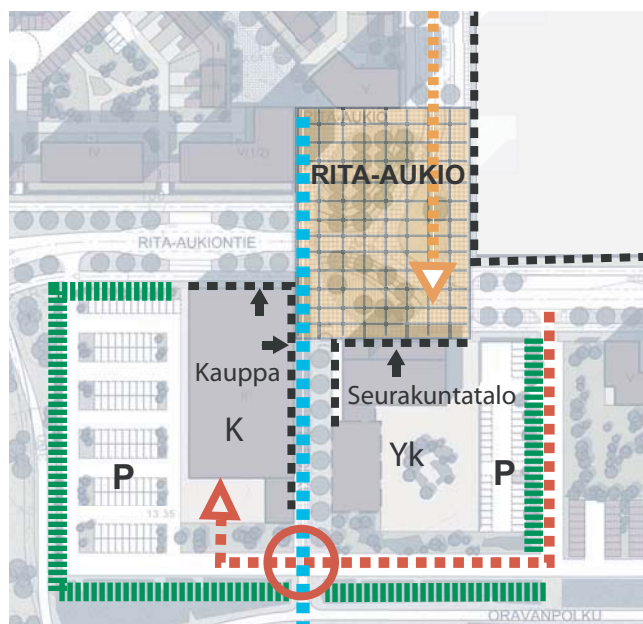 RITA-AUKIO
RITA-AUKIO
RITA-AUKIONTIE
Kauppa
Seurakuntatalo
K
Yk
P
P
13.35
ORAVANPOLKU